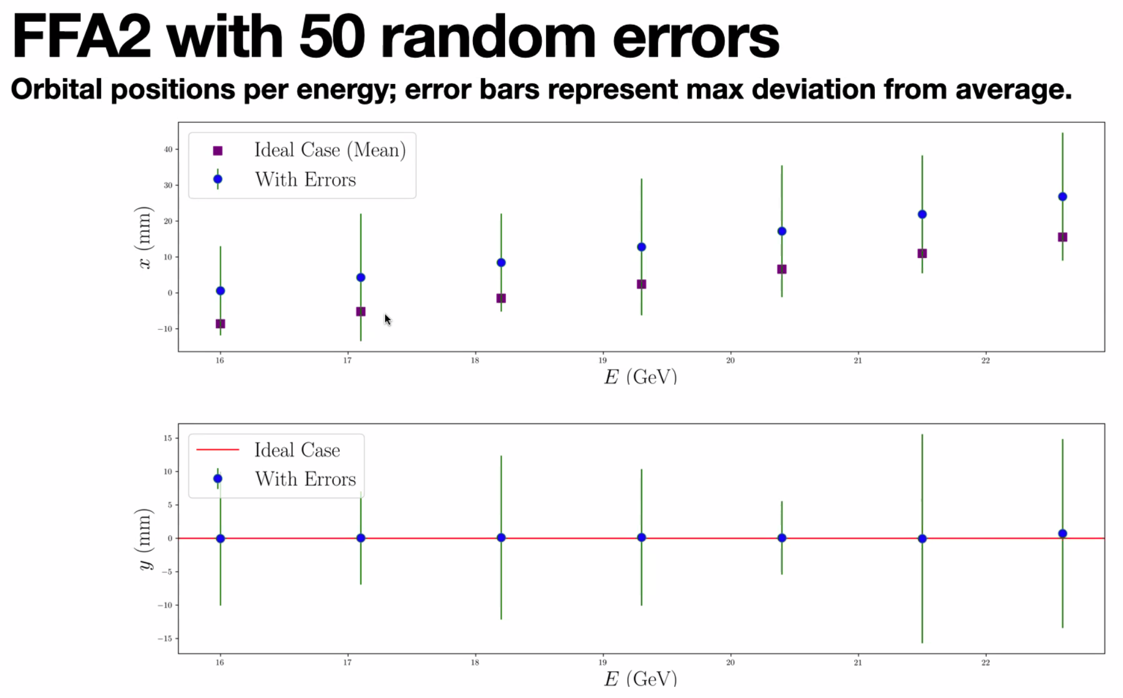 FFA2 with 50 random errors
Orbital positions per energy; error bars represent max deviation from average.
Ideal Case (Mean)
With Errors
40
30
20
10
0
−10
x (mm)
16 17 18 19 20 21 22
E (GeV)
Ideal Case
With Errors
15
10
5
0
−5
−10
−15
y (mm)
16 17 18 19 20 21 22
E (GeV)